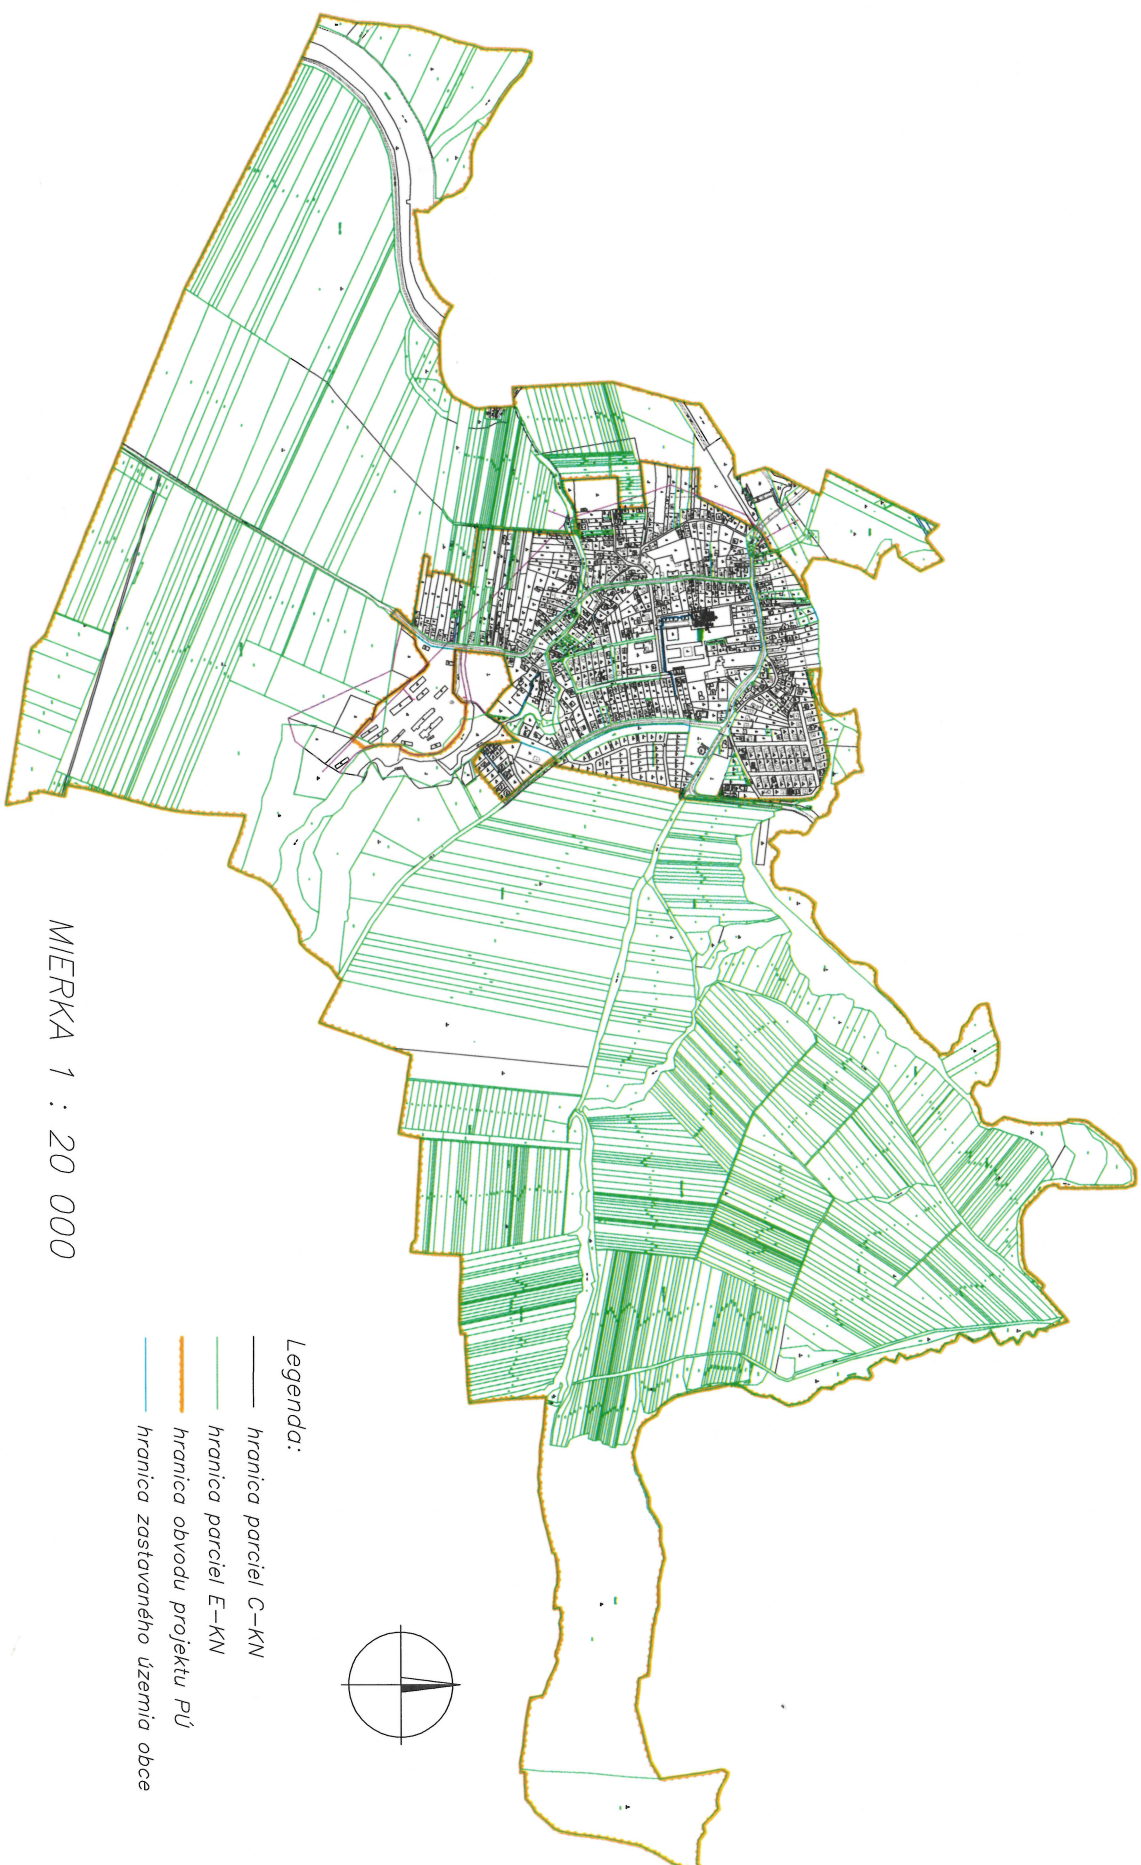 MIERKA 1 : 20 000
Legenda:
hranica parciel C-KN
hranica parciel E-KN
hranica obvodu projektu PÚ
hranica zastavaného územia obce